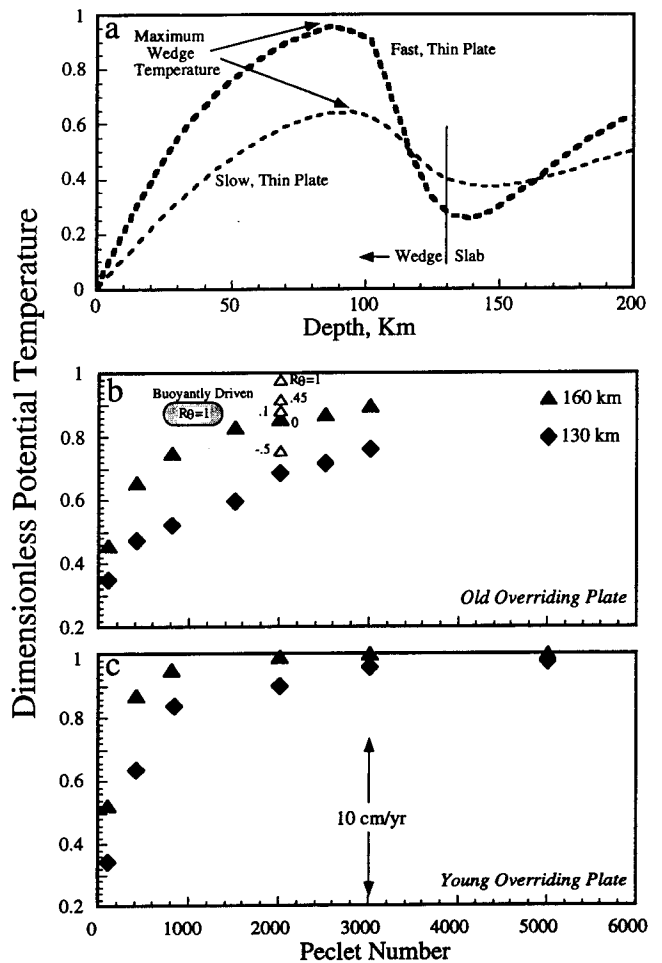 Dimensionless Potential Temperature
a
Maximum
Wedge
Temperature
Fast, Thin Plate
Slow, Thin Plate
Wedge
Slab
1
0.8
0.6
0.4
0.2
0
0
50
100
150
200
Depth, Km
b
Buoyantly Driven
Rθ=1
Rθ=1
.45
.1
0
-.5
160 km
130 km
Old Overriding Plate
1
0.8
0.6
0.4
0.2
c
10 cm/yr
Young Overriding Plate
1
0.8
0.6
0.4
0.2
0
1000
2000
3000
4000
5000
6000
Peclet Number